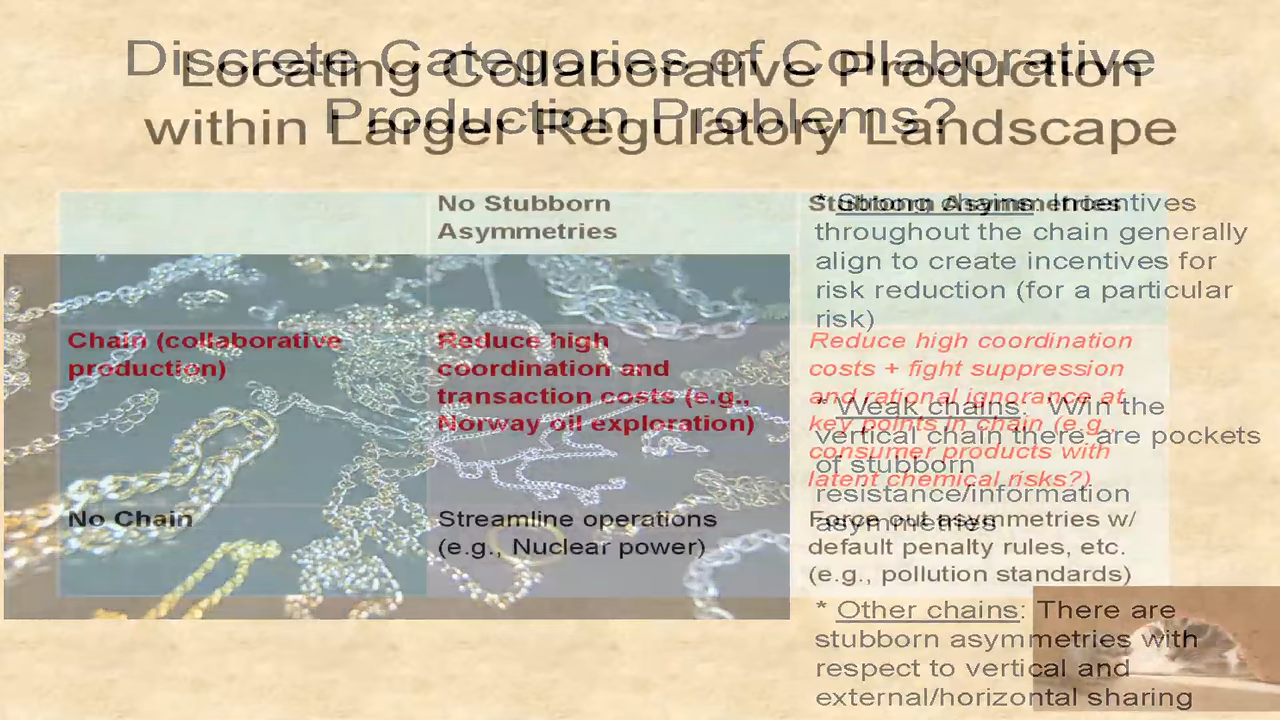 Discrete Categories of Collaborative
Production Problems?
Locating Collaborative Production
within Larger Regulatory Landscape
No Stubborn
Asymmetries
Stubborn Asymmetries
Chain (collaborative
production)
Reduce high
coordination and
transaction costs (e.g.,
Norway oil exploration)
Reduce high coordination
costs + fight suppression
and rational ignorance at
key points in chain (e.g.,
consumer products with
latent chemical risks?)
No Chain
Streamline operations
(e.g., Nuclear power)
Force out asymmetries w/
default penalty rules, etc.
(e.g., pollution standards)
* Strong chains: Incentives
throughout the chain generally
align to create incentives for
risk reduction (for a particular
risk)
* Weak chains: W/in the
vertical chain there are pockets
of stubborn
resistance/information
asymmetries
* Other chains: There are
stubborn asymmetries with
respect to vertical and
external/horizontal sharing